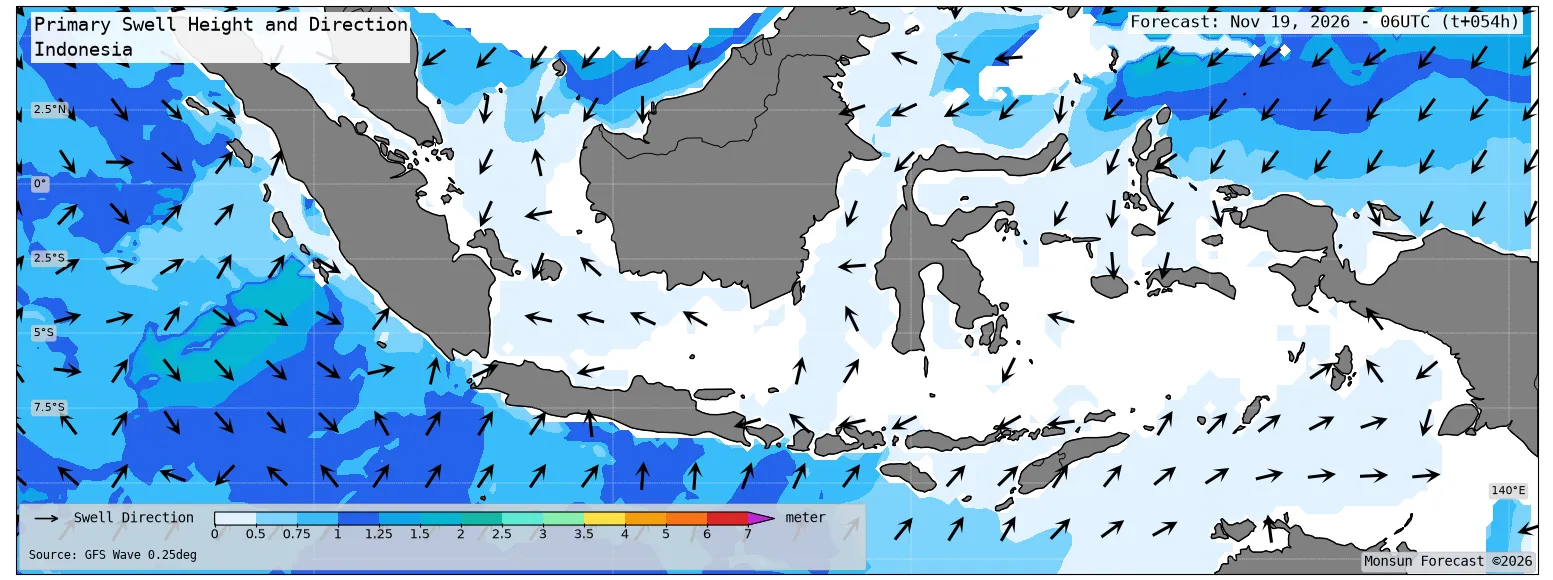 Primary Swell Height and Direction
Indonesia
Forecast: Nov 19, 2026 - 06UTC (t+054h)
2.5°N
0°
2.5°S
5°S
7.5°S
140°E
Swell Direction
0 0.5 0.75 1 1.25 1.5 2 2.5 3 3.5 4 5 6 7
meter
Source: GFS Wave 0.25deg
Monsun Forecast ©2026